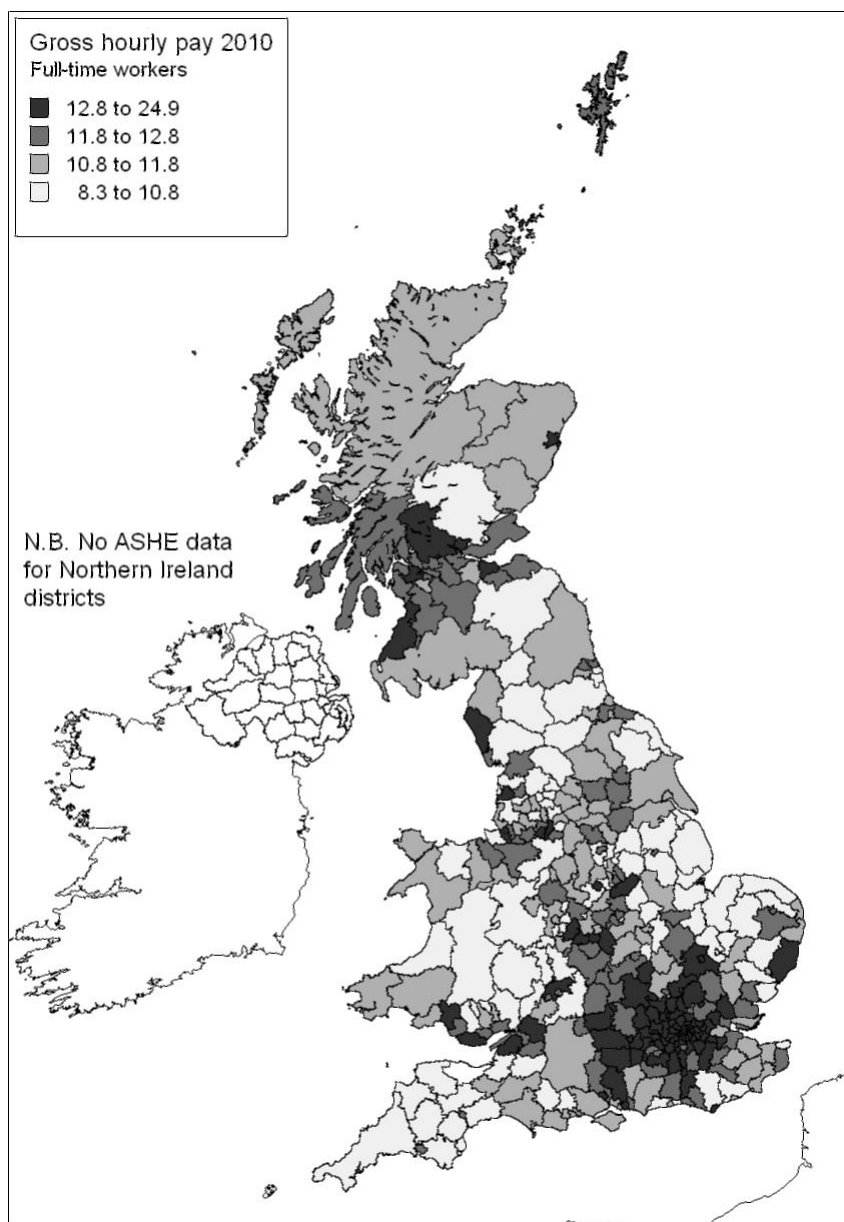 Gross hourly pay 2010
Full-time workers
12.8 to 24.9
11.8 to 12.8
10.8 to 11.8
8.3 to 10.8
N.B. No ASHE data
for Northern Ireland
districts